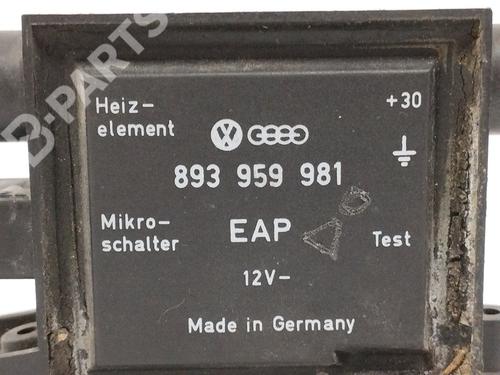 B-PARTS
Heiz-
element
+30
893 959 981
Mikro-
schalter
EAP
Test
12V-
Made in Germany